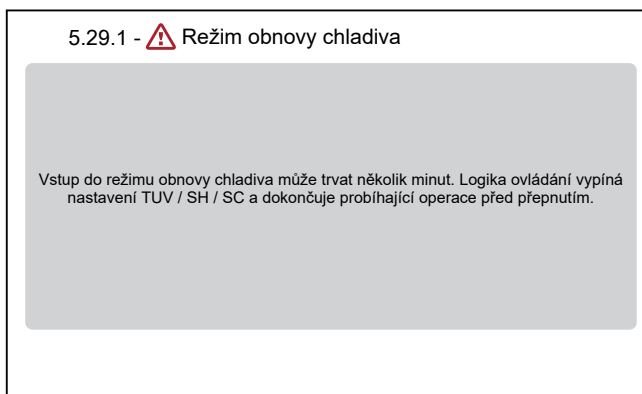 5.29.1 - Režim obnovy chladiva
Vstup do režimu obnovy chladiva může trvat několik minut. Logika ovládání vypíná
nastavení TUV / SH / SC a dokončuje probíhající operace před přepnutím.